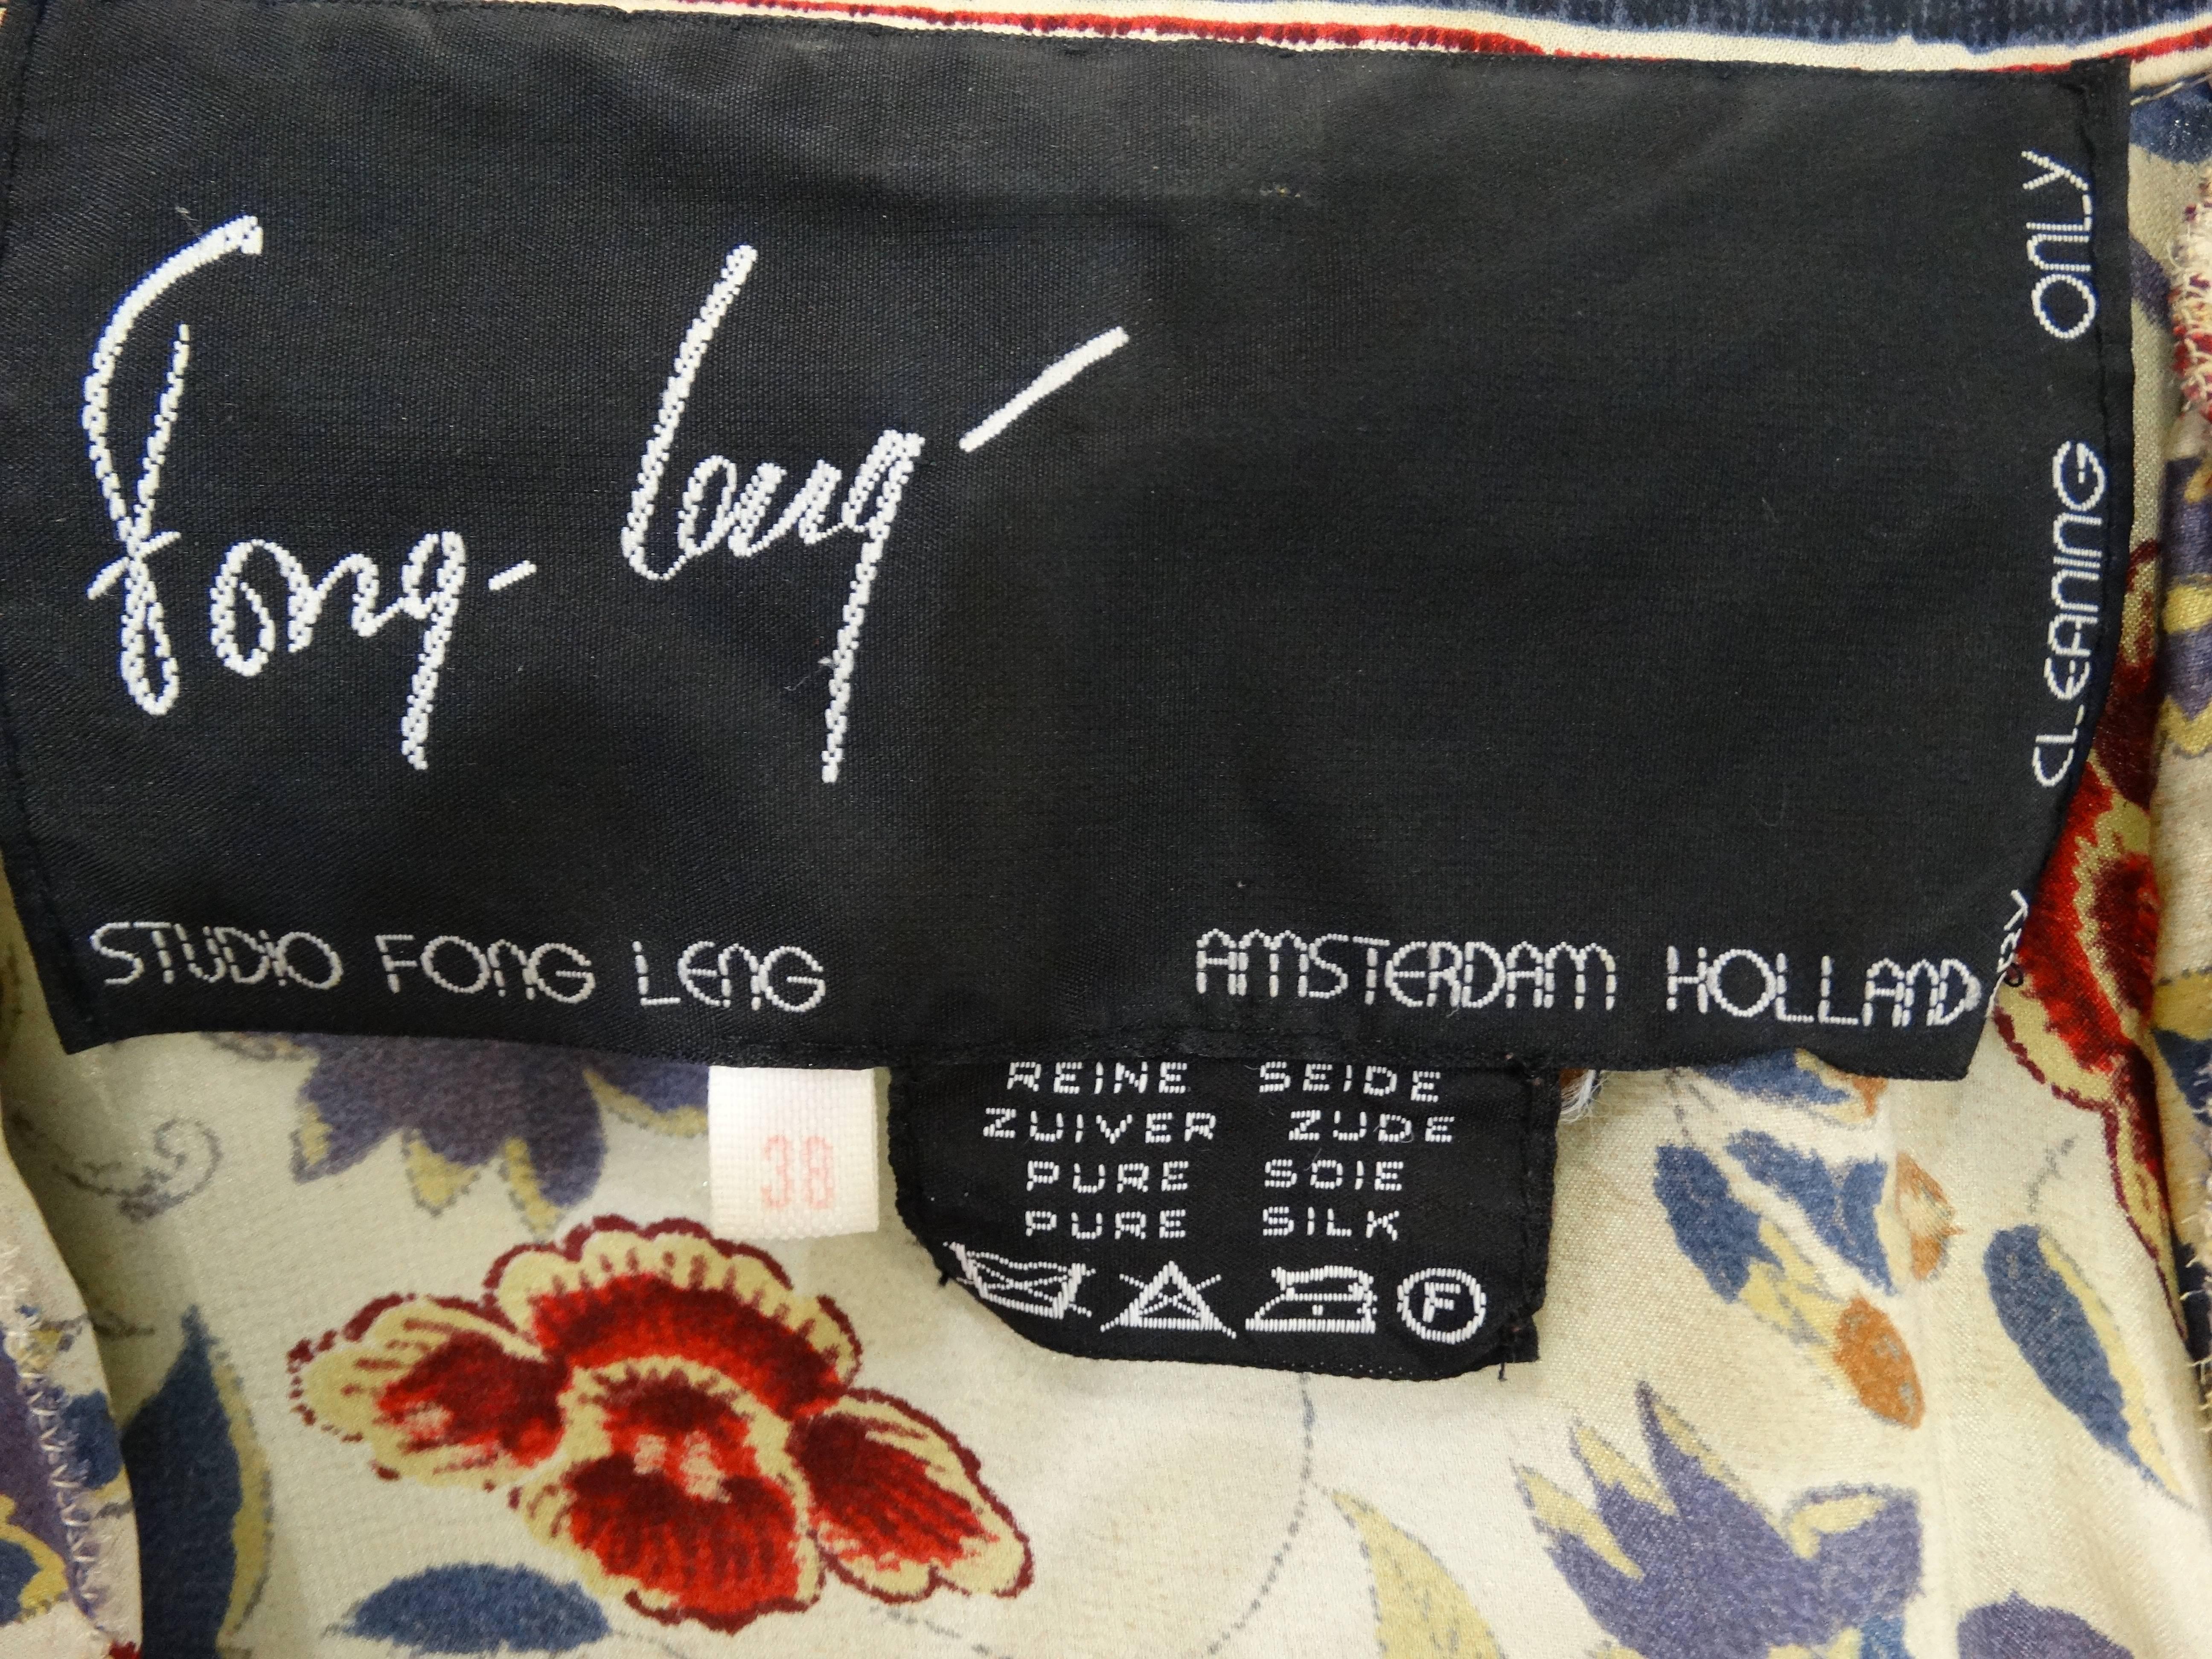 Fong-Leng
STUDIO FONG LENG
AMSTERDAM HOLLAND
DRY CLEANING ONLY
38
REINE SEIDE
ZUIVER ZIJDE
PURE SOIE
PURE SILK
F